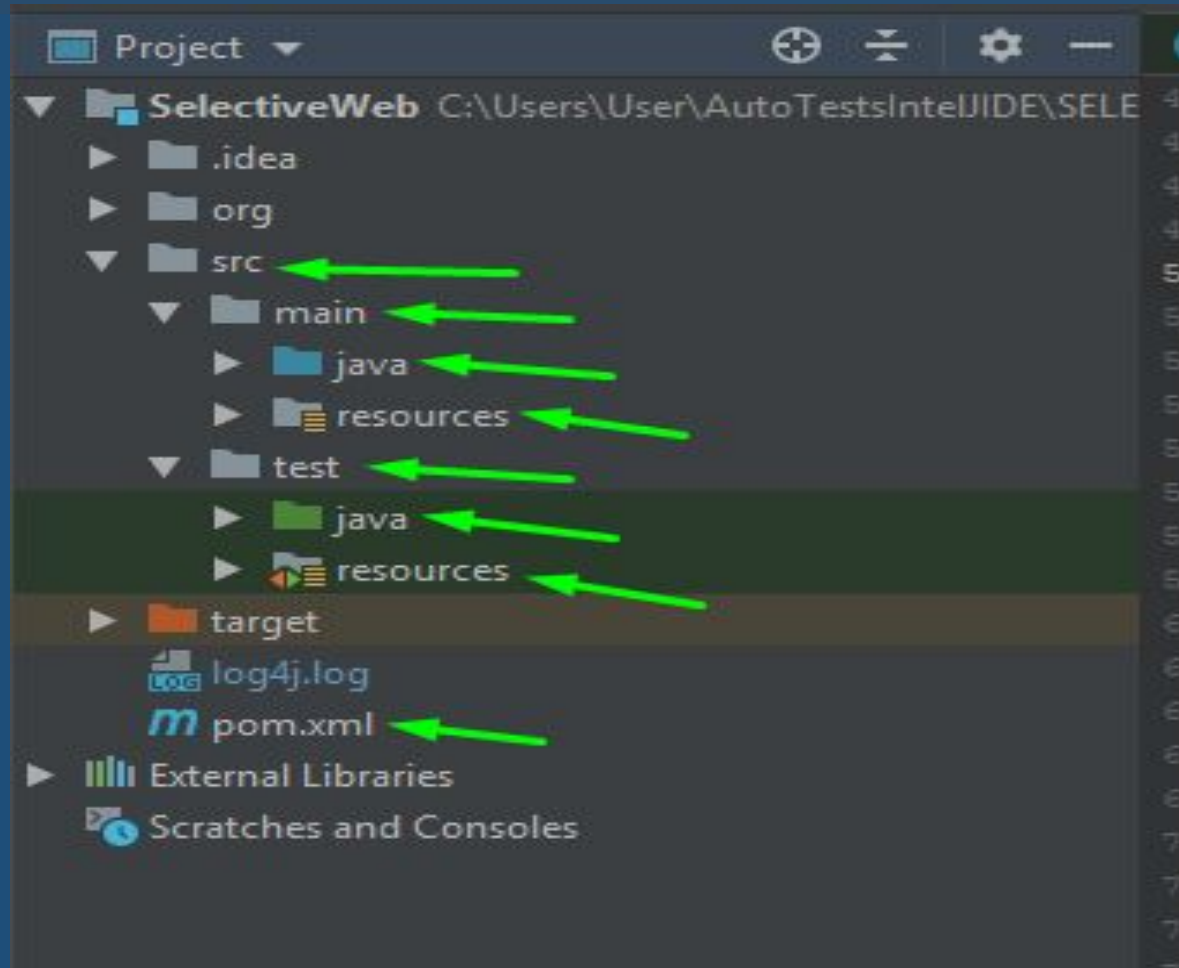 Project
SelectiveWeb C:\Users\User\AutoTestsIntelJIDE\SELE
.idea
org
src
main
java
resources
test
java
resources
target
LOG log4j.log
m pom.xml
External Libraries
Scratches and Consoles